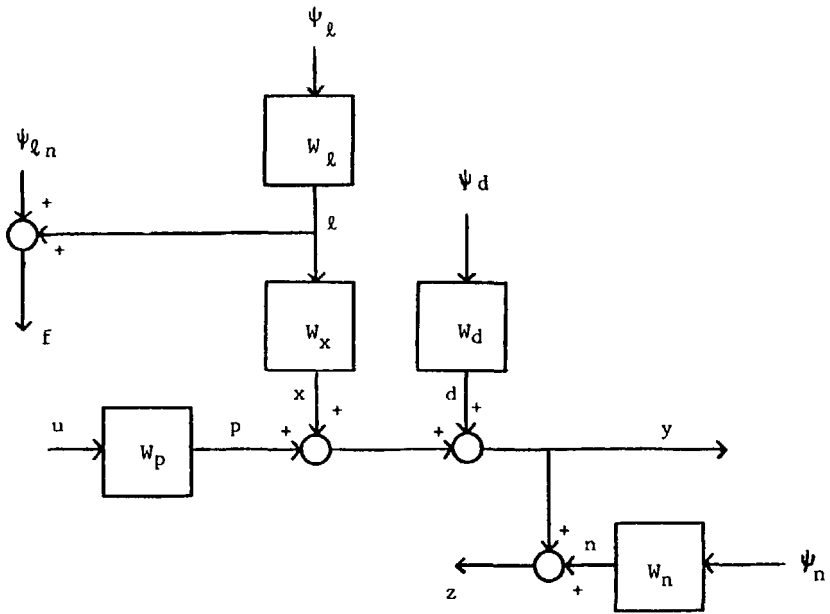 ψℓ
Wℓ
ψℓn
+
+
ℓ
f
ψd
Wx
Wd
x
+
d
+
u
Wp
p
+
+
y
+
n
+
z
Wn
ψn